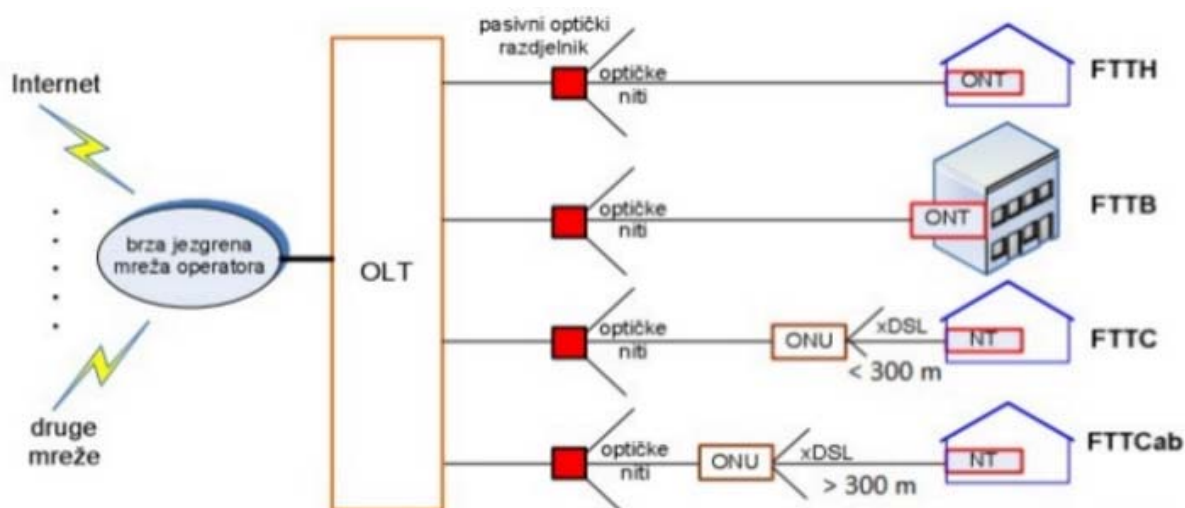 pasivni optički
razdjelnik
Internet
optičke
niti
ONT
FTTH
brza jezgrena
mreža operatora
OLT
optičke
niti
ONT
FTTB
optičke
niti
ONU
xDSL
< 300 m
NT
FTTC
druge
mreže
optičke
niti
ONU
xDSL
> 300 m
NT
FTTCab